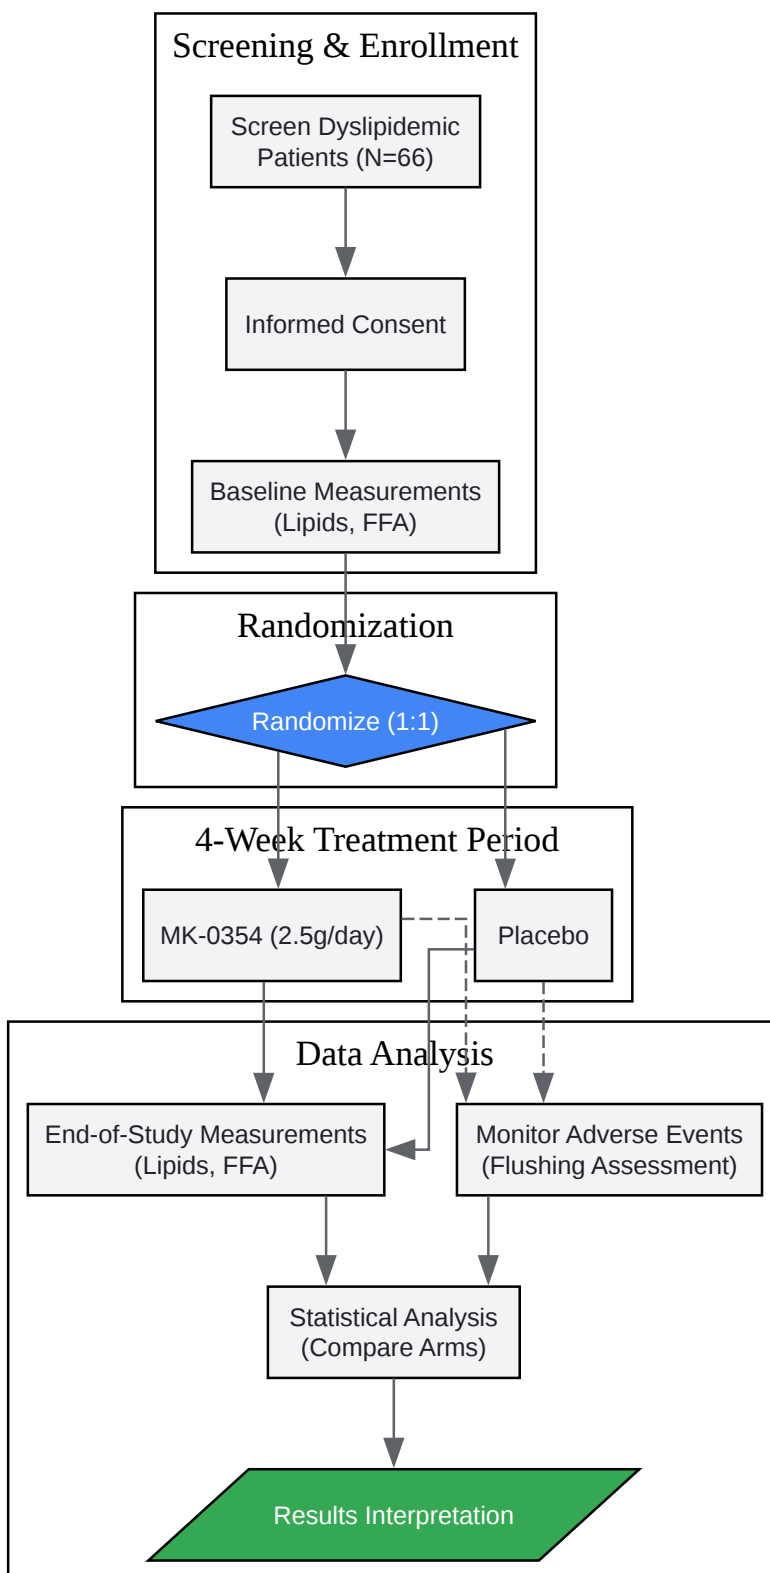 Screening & Enrollment
Screen Dyslipidemic
Patients (N=66)
Informed Consent
Baseline Measurements
(Lipids, FFA)
Randomization
Randomize (1:1)
4-Week Treatment Period
MK-0354 (2.5g/day)
Placebo
Data Analysis
End-of-Study Measurements
(Lipids, FFA)
Monitor Adverse Events
(Flushing Assessment)
Statistical Analysis
(Compare Arms)
Results Interpretation